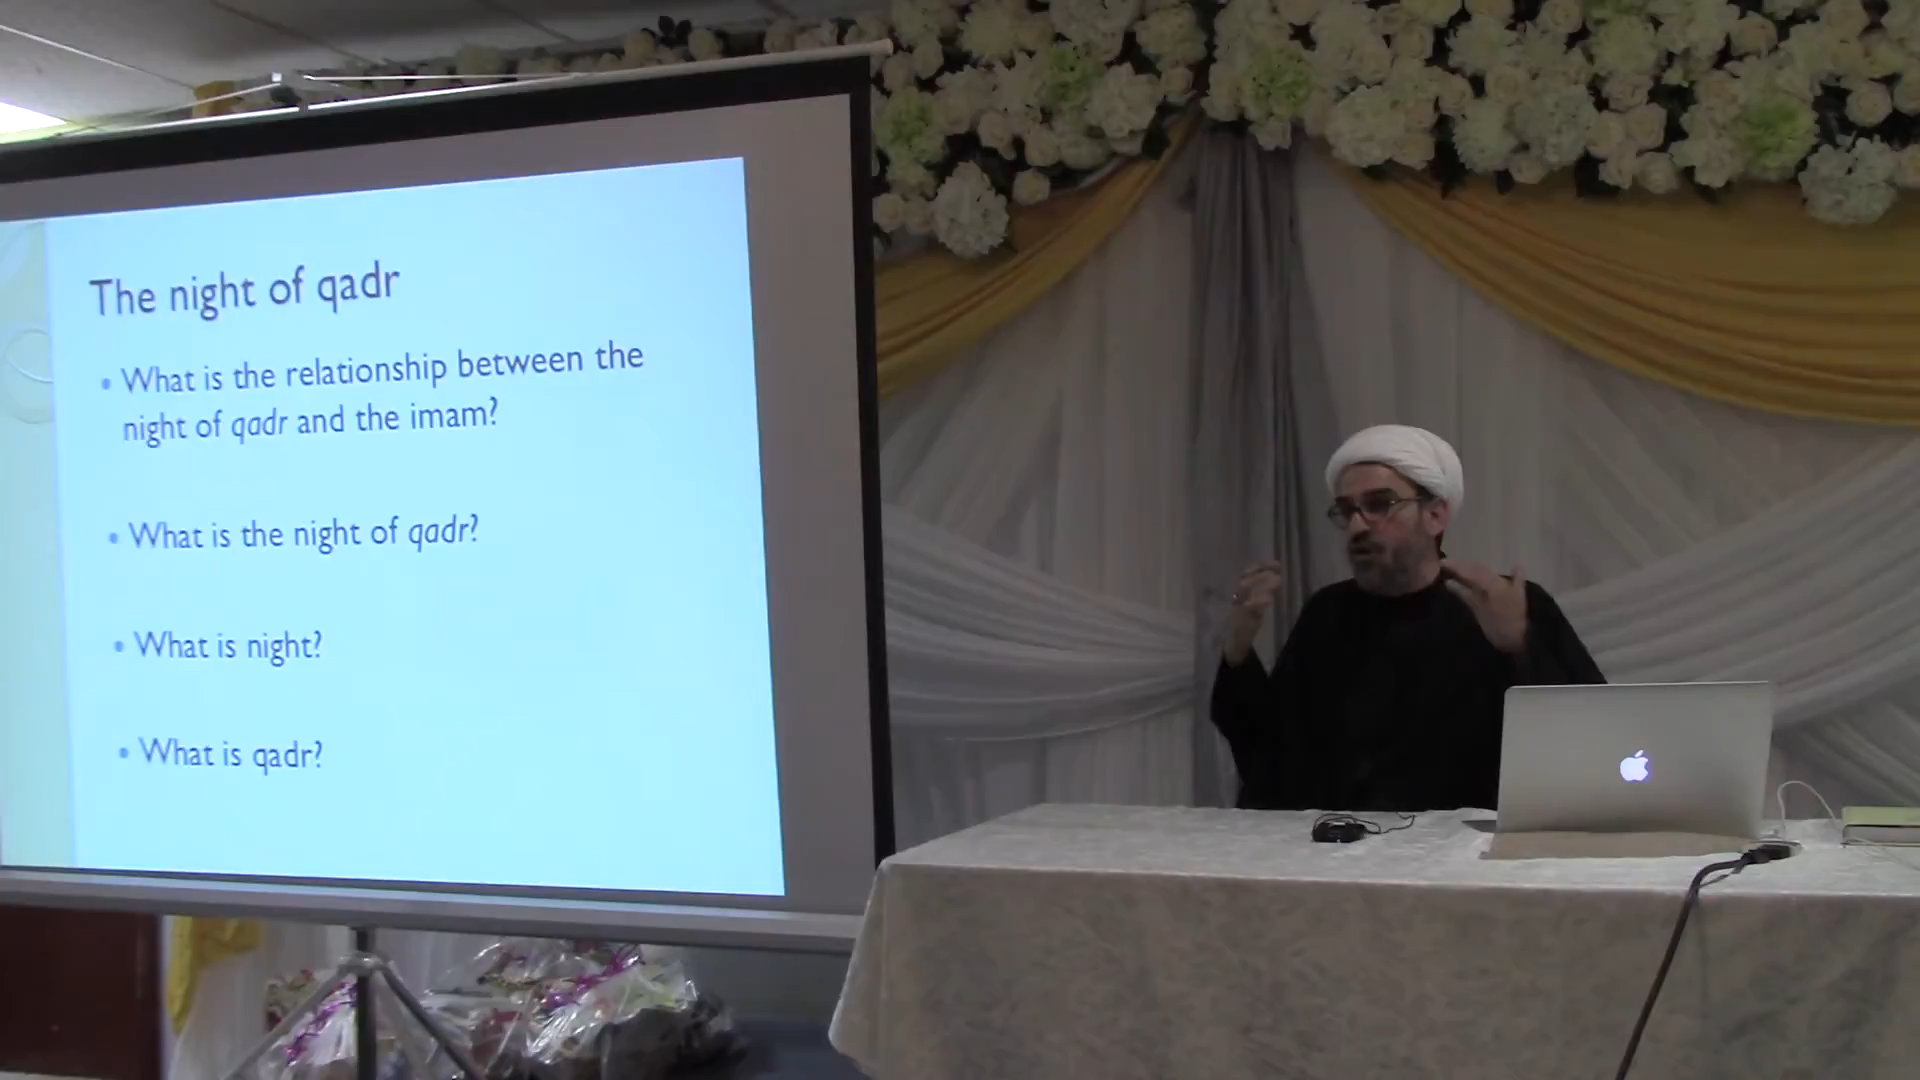 The night of qadr
• What is the relationship between the
night of qadr and the imam?
• What is the night of qadr?
• What is night?
• What is qadr?